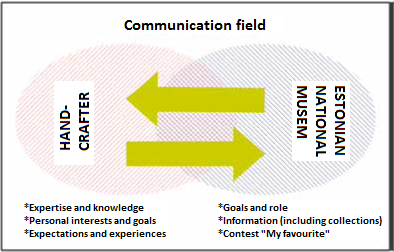 Communication field
HAND-
CRAFTER
ESTONIAN
NATIONAL
MUSEM
*Expertise and knowledge
*Personal interests and goals
*Expectations and experiences
*Goals and role
*Information (including collections)
*Contest "My favourite"